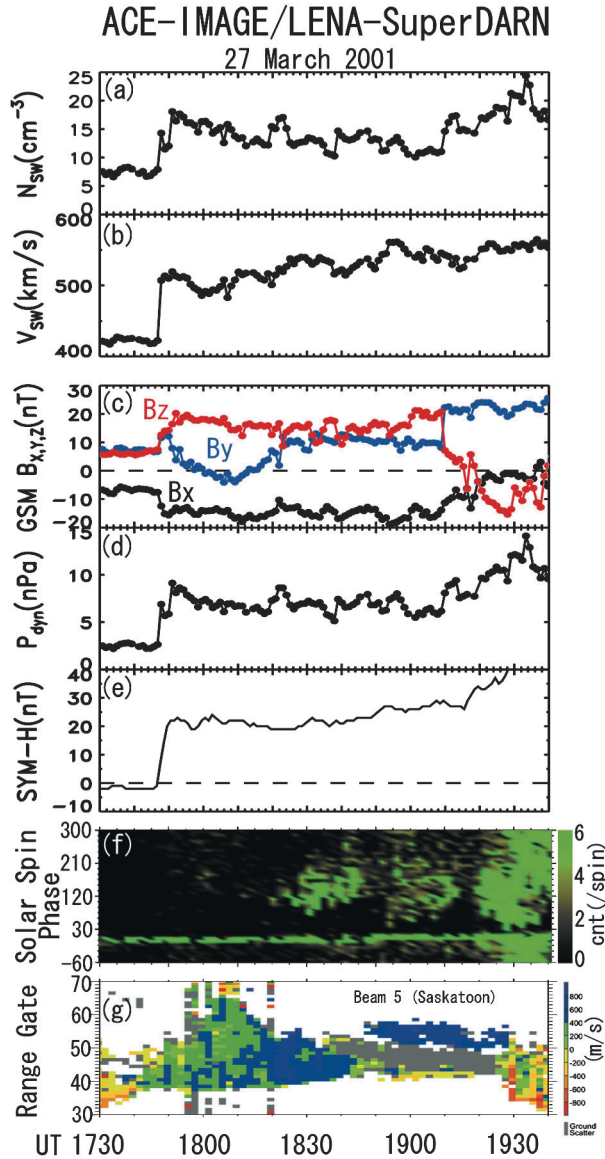 ACE-IMAGE/LENA-SuperDARN
27 March 2001
(a)
N_SW(cm⁻³)
25
20
15
10
5
0
(b)
V_SW(km/s)
600
500
400
(c)
Bz
By
Bx
GSM B_X,Y,Z(nT)
30
20
10
0
-10
-20
(d)
P_dyn(nPa)
15
10
5
0
(e)
SYM-H(nT)
40
30
20
10
0
-10
(f)
Solar Spin
Phase
300
210
120
30
-60
6
4
2
0
cnt(/spin)
(g)
Beam 5 (Saskatoon)
Range Gate
70
60
50
40
30
800
600
400
200
0
-200
-400
-600
-800
(m/s)
Ground
Scatter
UT 1730 1800 1830 1900 1930